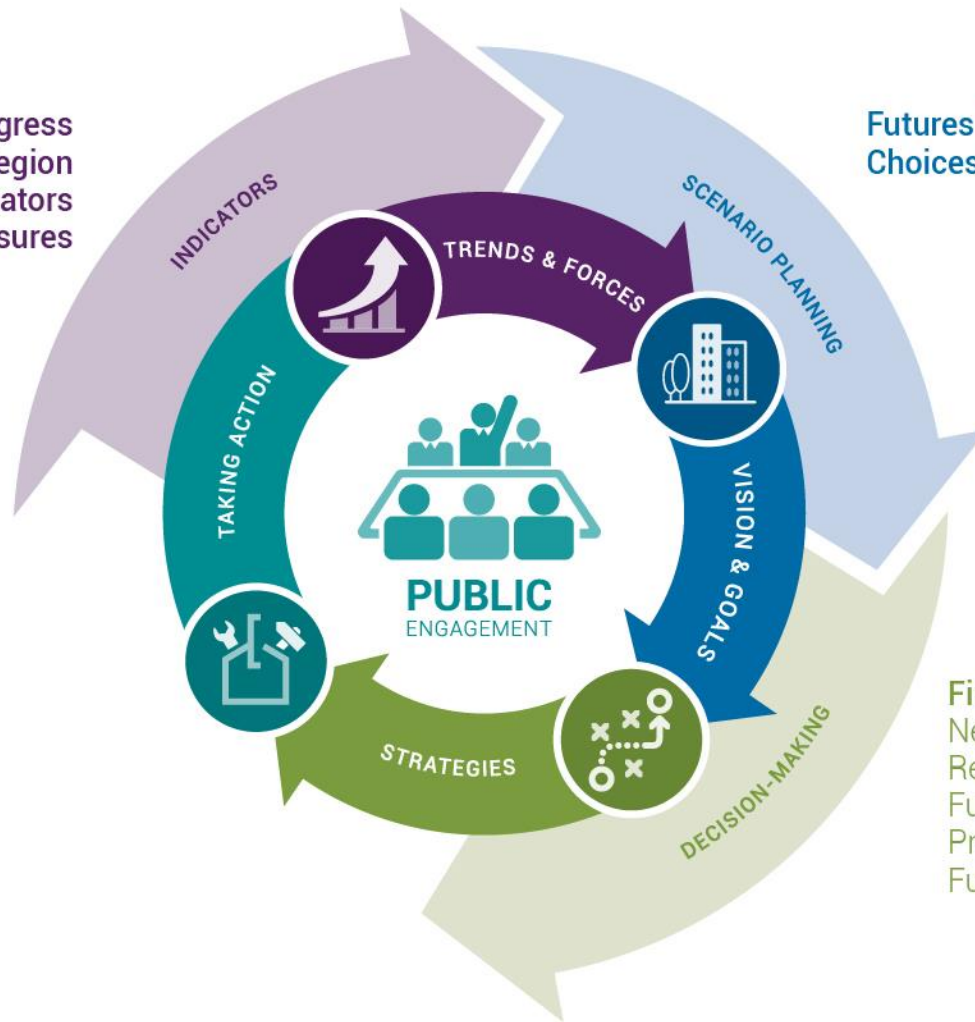 gress
egion
ators
sures
Futures
Choices
INDICATORS
SCENARIO PLANNING
TRENDS & FORCES
TAKING ACTION
VISION & GOALS
PUBLIC
ENGAGEMENT
STRATEGIES
DECISION-MAKING
Fi
Ne
Re
Fu
Pr
Fu